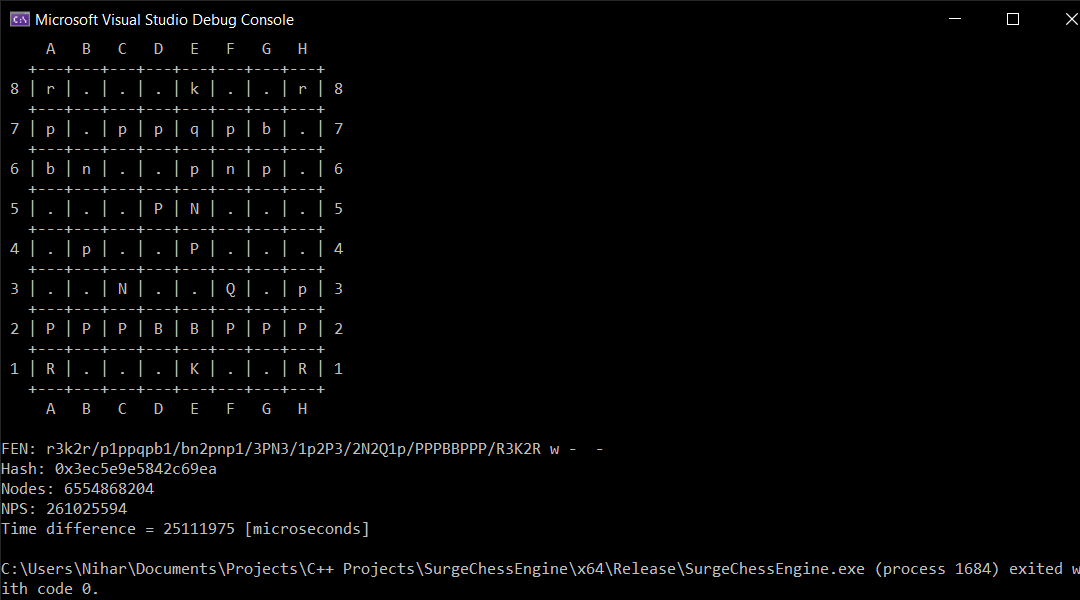 Microsoft Visual Studio Debug Console
     A   B   C   D   E   F   G   H
   +---+---+---+---+---+---+---+---+
 8 | r | . | . | . | k | . | . | r | 8
   +---+---+---+---+---+---+---+---+
 7 | p | . | p | p | q | p | b | . | 7
   +---+---+---+---+---+---+---+---+
 6 | b | n | . | . | p | n | p | . | 6
   +---+---+---+---+---+---+---+---+
 5 | . | . | . | P | N | . | . | . | 5
   +---+---+---+---+---+---+---+---+
 4 | . | p | . | . | P | . | . | . | 4
   +---+---+---+---+---+---+---+---+
 3 | . | . | N | . | . | Q | . | p | 3
   +---+---+---+---+---+---+---+---+
 2 | P | P | P | B | B | P | P | P | 2
   +---+---+---+---+---+---+---+---+
 1 | R | . | . | . | K | . | . | R | 1
   +---+---+---+---+---+---+---+---+
     A   B   C   D   E   F   G   H
FEN: r3k2r/p1ppqpb1/bn2pnp1/3PN3/1p2P3/2N2Q1p/PPPBBPPP/R3K2R w -  -
Hash: 0x3ec5e9e5842c69ea
Nodes: 6554868204
NPS: 261025594
Time difference = 25111975 [microseconds]
C:\Users\Nihar\Documents\Projects\C++ Projects\SurgeChessEngine\x64\Release\SurgeChessEngine.exe (process 1684) exited w
ith code 0.